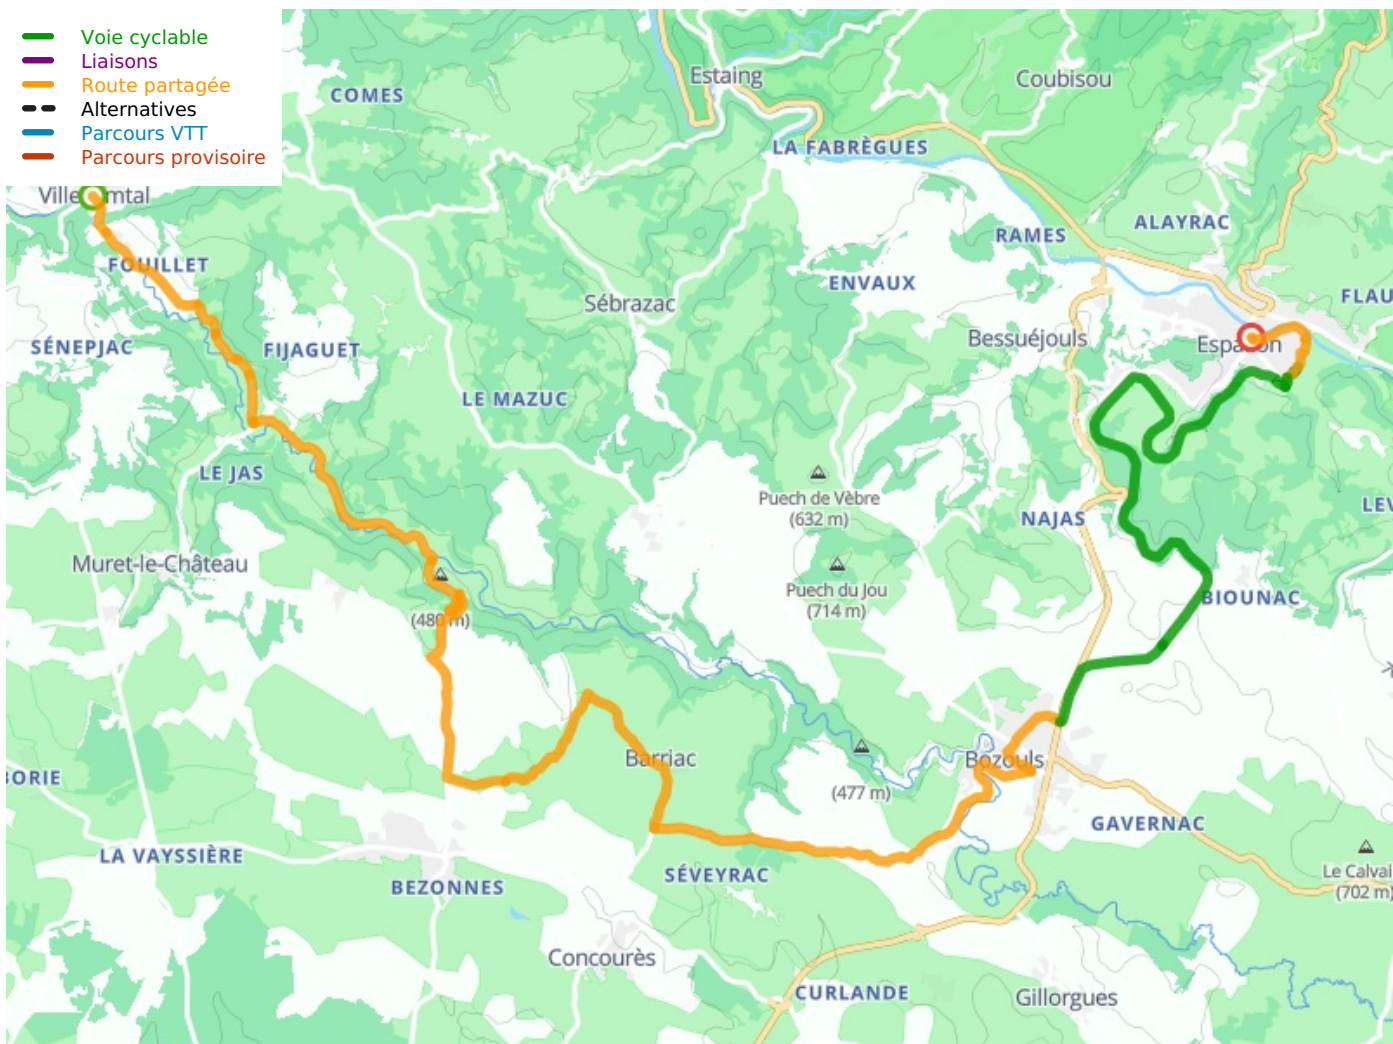 Voie cyclable
Liaisons
Route partagée
Alternatives
Parcours VTT
Parcours provisoire
Estaing
Coubisou
COMES
LA FABRÈGUES
ALAYRAC
RAMES
FOUILLET
ENVAUX
FLAU
Sébrazac
SÉNEPJAC
FIJAGUET
Bessuéjouls
LE MAZUC
LE JAS
Puech de Vèbre
(632 m)
NAJAS
LEV
Muret-le-Château
Puech du Jou
(714 m)
BIOUNAC
(480 m)
Barriac
Bozouls
BORIE
(477 m)
GAVERNAC
LA VAYSSIÈRE
SÉVEYRAC
Le Calvai
(702 m)
BEZONNES
Concourès
CURLANDE
Gillorgues